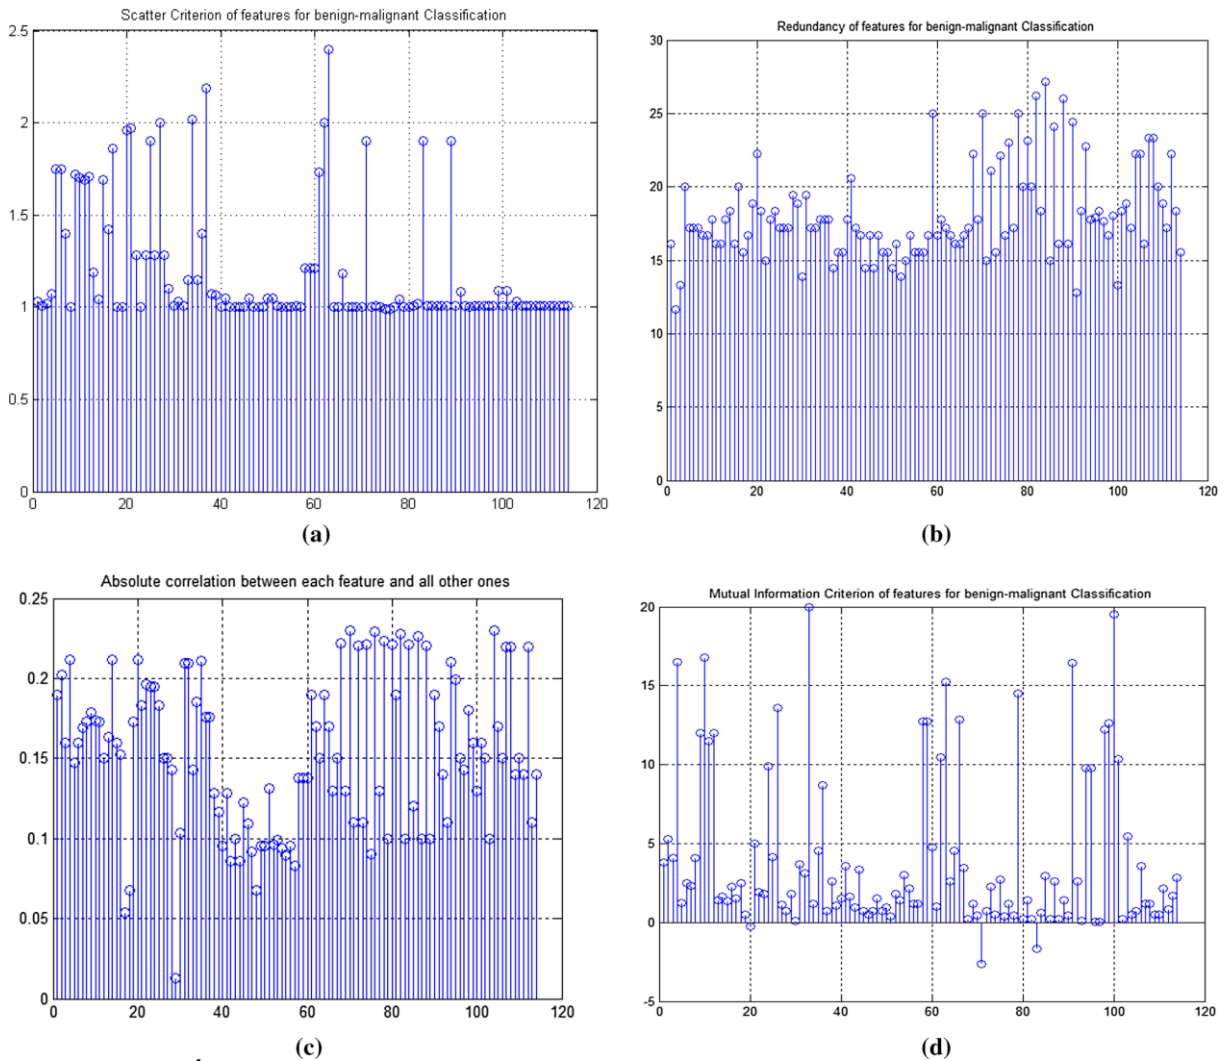 Scatter Criterion of features for benign-malignant Classification
2.5
2
1.5
1
0.5
0
0 20 40 60 80 100 120
(a)
Redundancy of features for benign-malignant Classification
30
25
20
15
10
5
0
0 20 40 60 80 100 120
(b)
Absolute correlation between each feature and all other ones
0.25
0.2
0.15
0.1
0.05
0
0 20 40 60 80 100 120
(c)
Mutual Information Criterion of features for benign-malignant Classification
20
15
10
5
0
-5
0 20 40 60 80 100 120
(d)